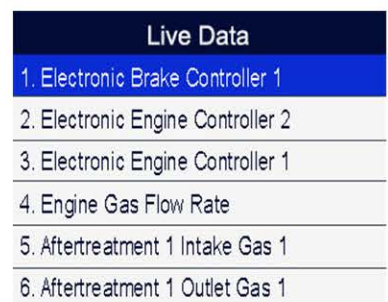 Live Data
1. Electronic Brake Controller 1
2. Electronic Engine Controller 2
3. Electronic Engine Controller 1
4. Engine Gas Flow Rate
5. Aftertreatment 1 Intake Gas 1
6. Aftertreatment 1 Outlet Gas 1